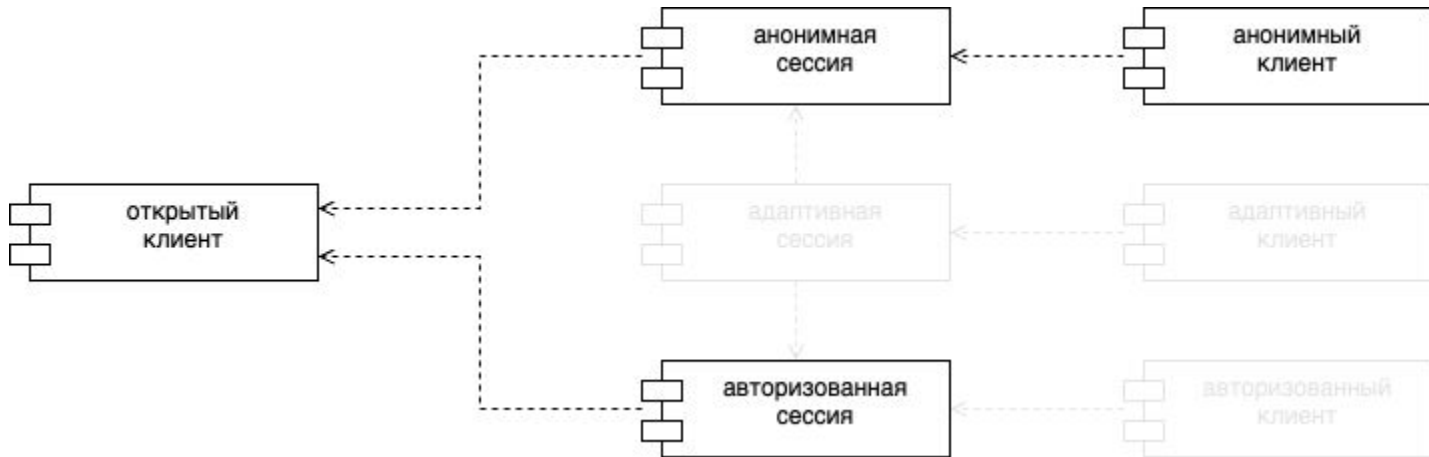 анонимная
сессия
анонимный
клиент
открытый
клиент
адаптивная
сессия
адаптивный
клиент
авторизованная
сессия
авторизованный
клиент